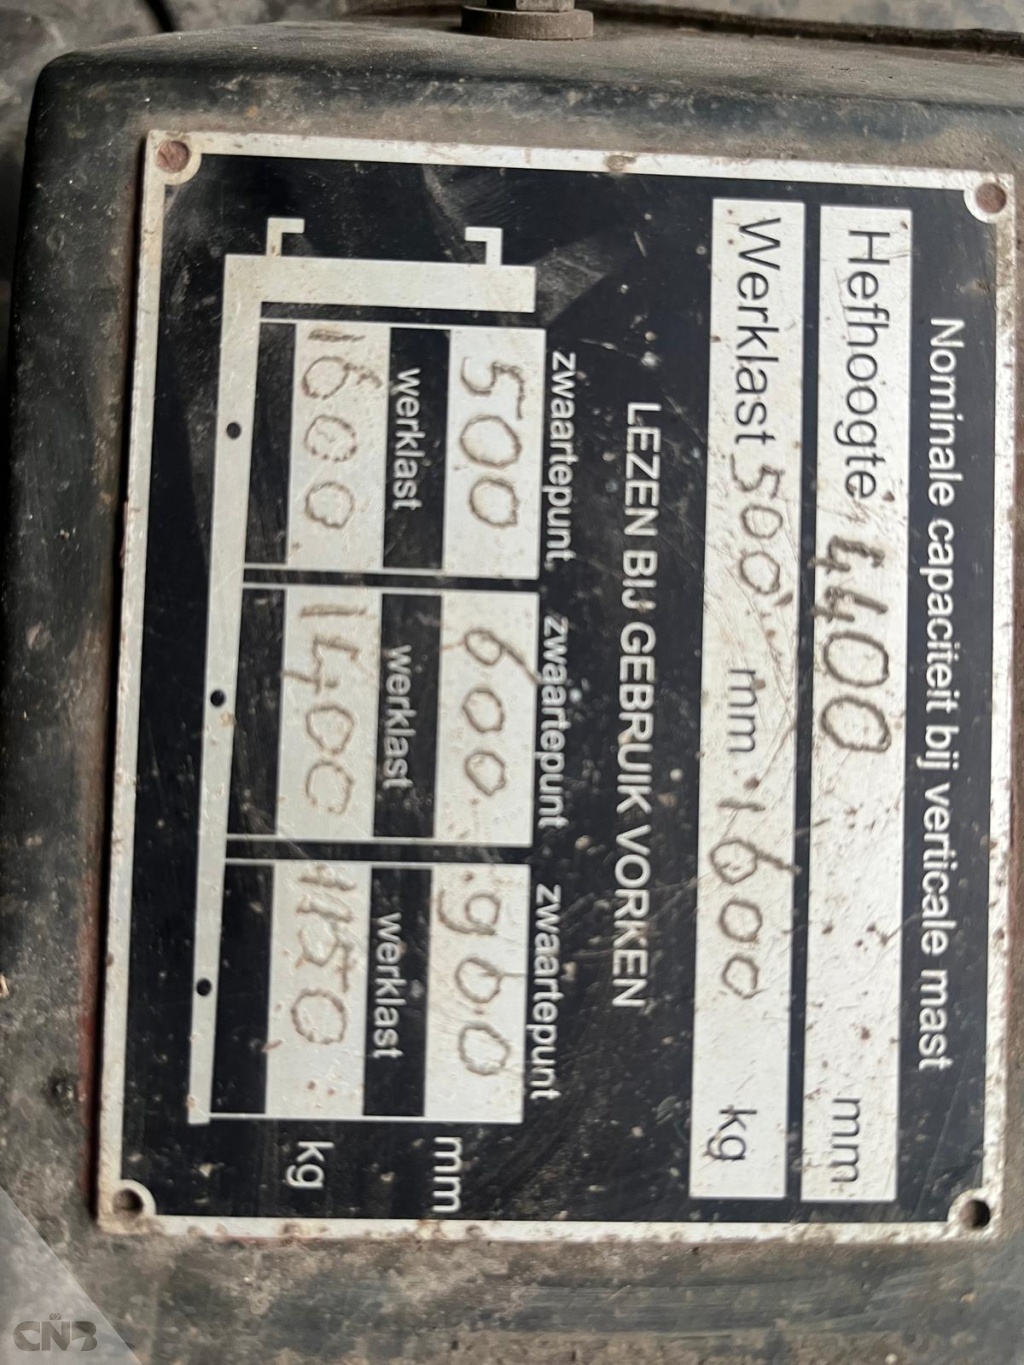 Nominale capaciteit bij verticale mast
Hefhoogte 4400 mm
Werklast 500 mm 1600 kg
LEZEN BIJ GEBRUIK VORKEN
zwaartepunt zwaartepunt zwaartepunt
500 600 900 mm
werklast werklast werklast
1600 1400 1150 kg
CNB